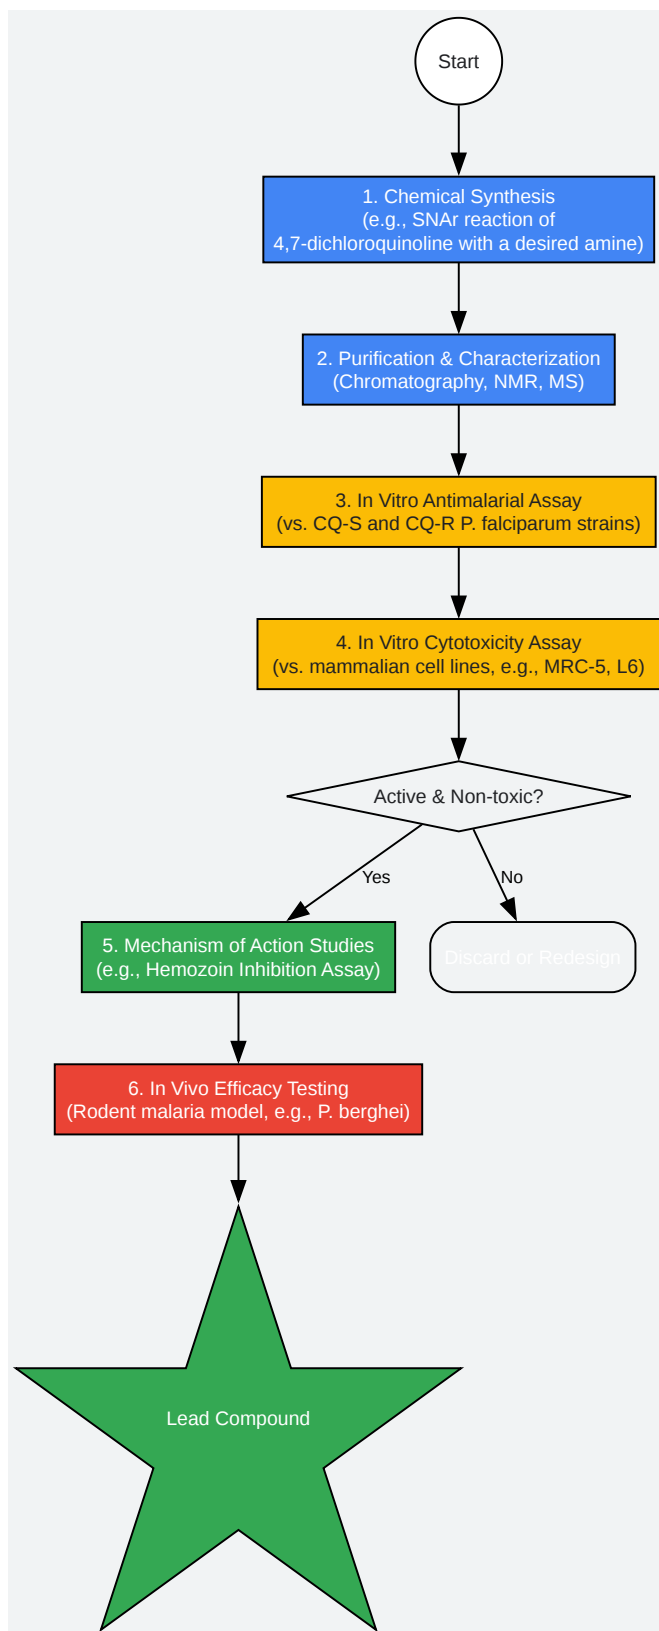 Start
1. Chemical Synthesis
(e.g., SNAr reaction of
4,7-dichloroquinoline with a desired amine)
2. Purification & Characterization
(Chromatography, NMR, MS)
3. In Vitro Antimalarial Assay
(vs. CQ-S and CQ-R P. falciparum strains)
4. In Vitro Cytotoxicity Assay
(vs. mammalian cell lines, e.g., MRC-5, L6)
Active & Non-toxic?
Yes
No
5. Mechanism of Action Studies
(e.g., Hemozoin Inhibition Assay)
Discard or Redesign
6. In Vivo Efficacy Testing
(Rodent malaria model, e.g., P. berghei)
Lead Compound